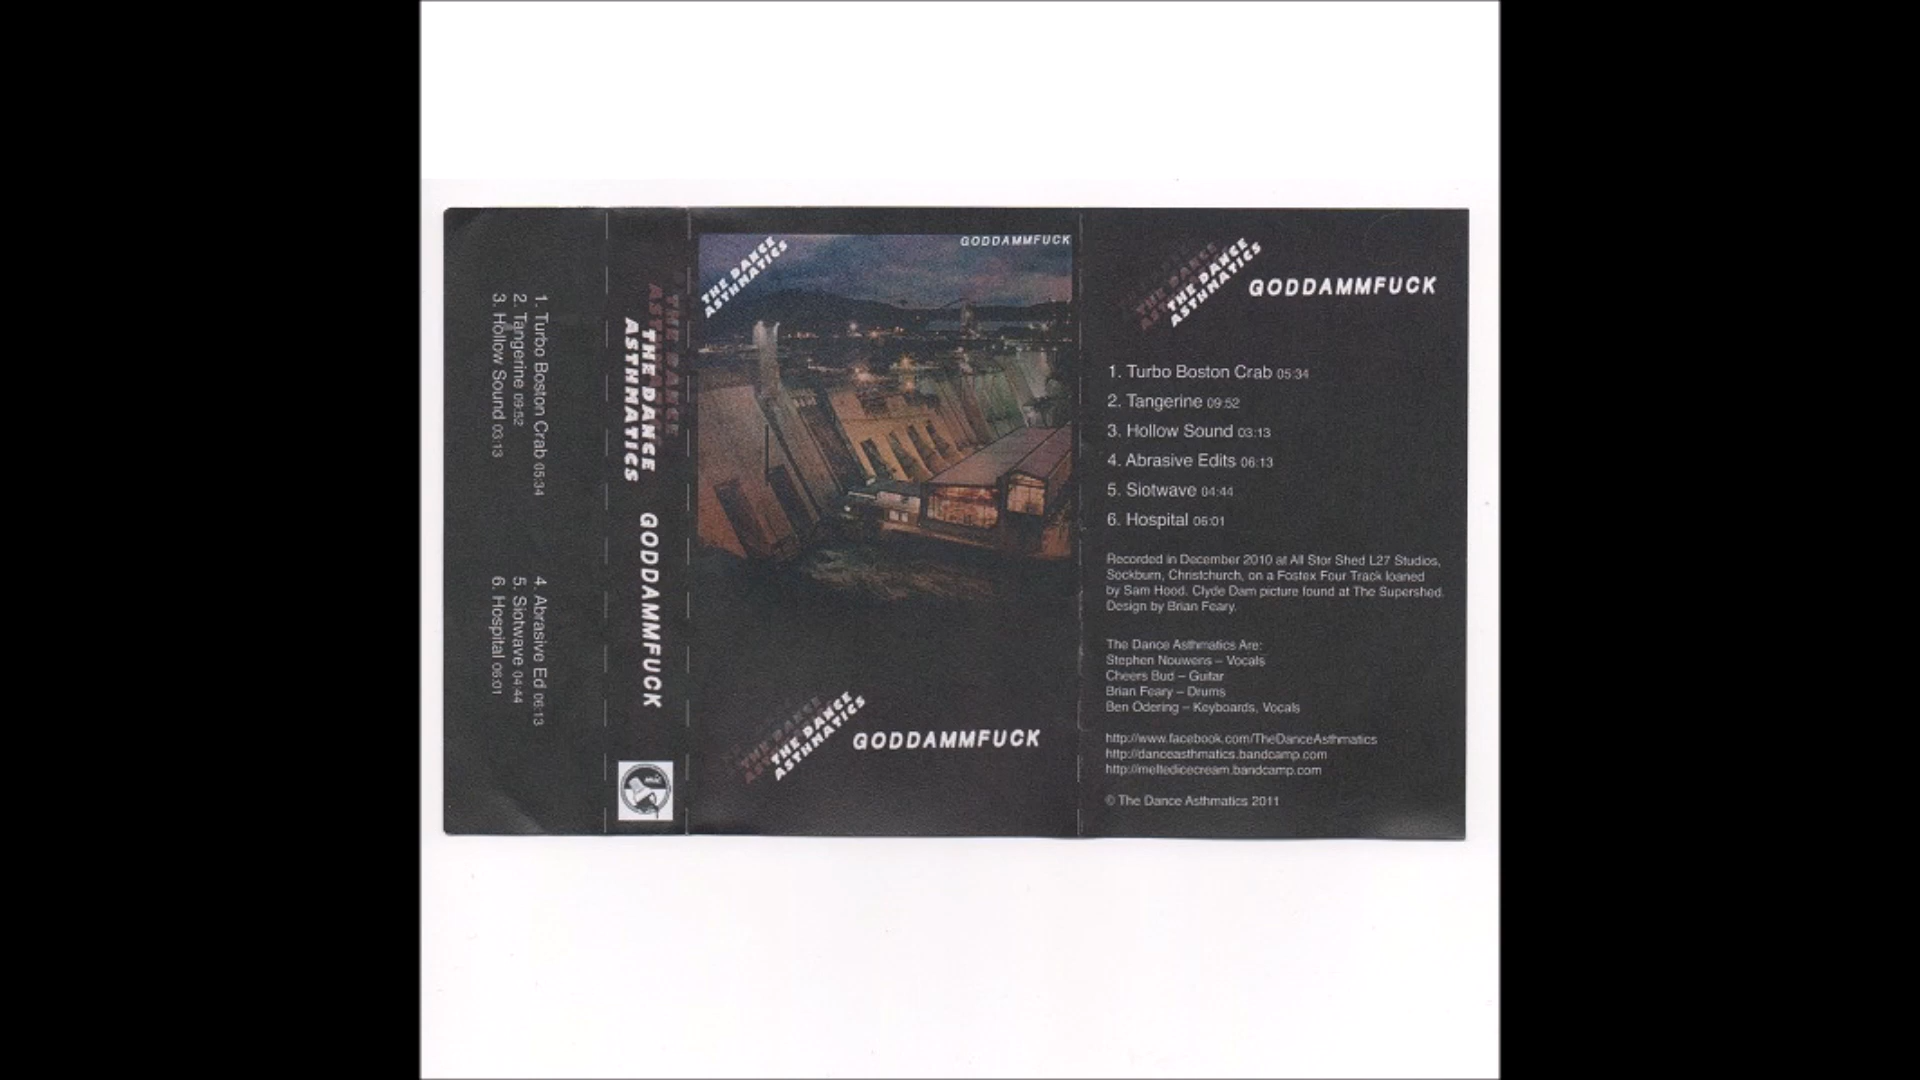 1. Turbo Boston Crab 05:34
2. Tangerine 09:52
3. Hollow Sound 03:13
4. Abrasive Ed 06:13
5. Siotwave 04:44
6. Hospital 06:01
THE DANCE
ASTHMATICS
GODDAMMFUCK
THE DANCE
ASTHMATICS
GODDAMMFUCK
THE DANCE
ASTHMATICS
GODDAMMFUCK
THE DANCE
ASTHMATICS
GODDAMMFUCK
1. Turbo Boston Crab 05:34
2. Tangerine 09:52
3. Hollow Sound 03:13
4. Abrasive Edits 06:13
5. Siotwave 04:44
6. Hospital 06:01
Recorded in December 2010 at All Stor Shed L27 Studios,
Sockburn, Christchurch, on a Fostex Four Track loaned
by Sam Hood. Clyde Dam picture found at The Supershed.
Design by Brian Feary.
The Dance Asthmatics Are:
Stephen Nouwens – Vocals
Cheers Bud – Guitar
Brian Feary – Drums
Ben Odering – Keyboards, Vocals
http://www.facebook.com/TheDanceAsthmatics
http://danceasthmatics.bandcamp.com
http://meltedicecream.bandcamp.com
© The Dance Asthmatics 2011